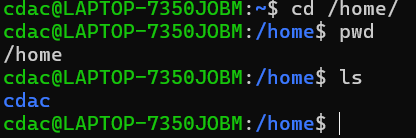 cdac@LAPTOP-7350JOBM:~$ cd /home/
cdac@LAPTOP-7350JOBM:/home$ pwd
/home
cdac@LAPTOP-7350JOBM:/home$ ls
cdac
cdac@LAPTOP-7350JOBM:/home$